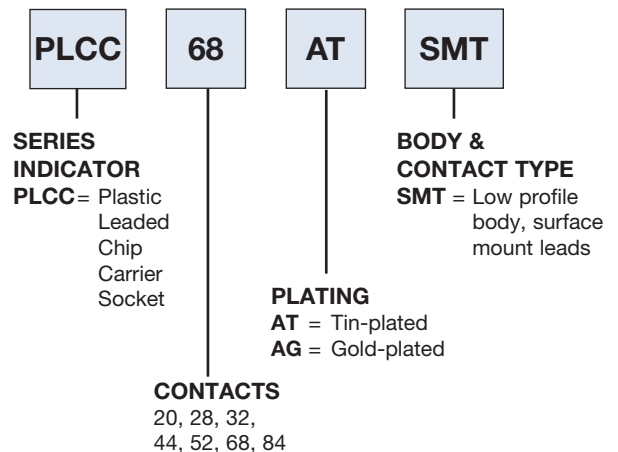 PLCC 68 AT SMT
SERIES
INDICATOR
PLCC = Plastic
Leaded
Chip
Carrier
Socket
BODY &
CONTACT TYPE
SMT = Low profile
body, surface
mount leads
PLATING
AT = Tin-plated
AG = Gold-plated
CONTACTS
20, 28, 32,
44, 52, 68, 84